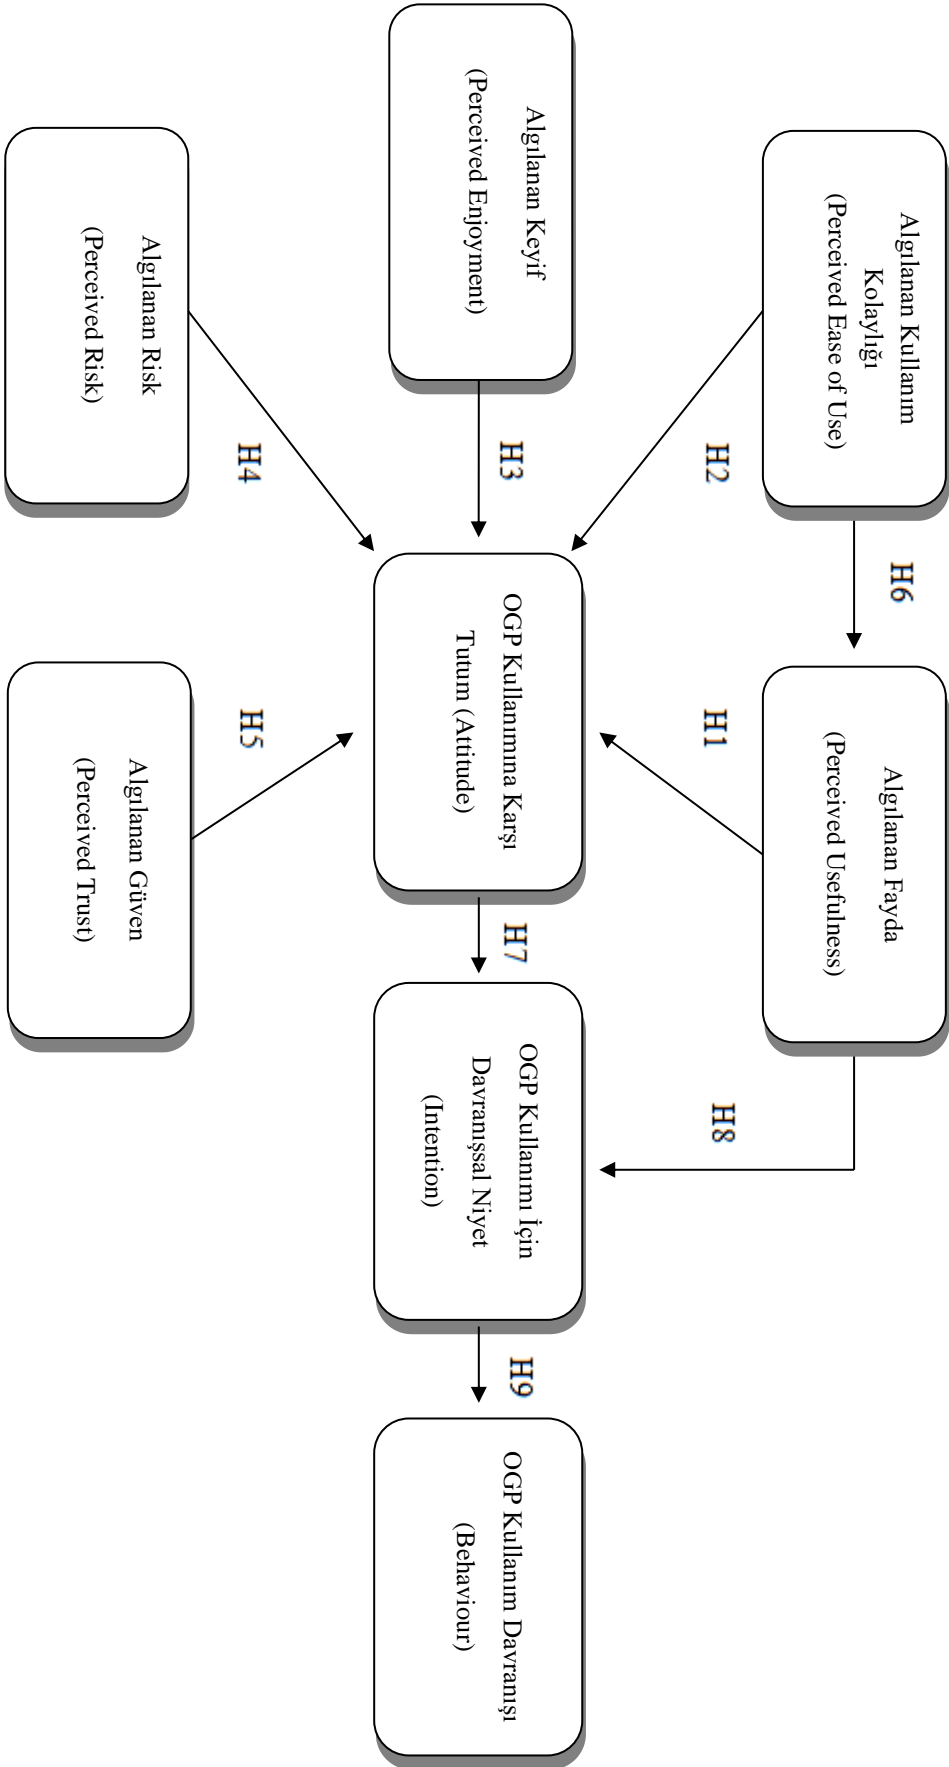 Algılanan Kullanım
Kolaylığı
(Perceived Ease of Use)
H6
Algılanan Fayda
(Perceived Usefulness)
H2
H1
H8
Algılanan Keyif
(Perceived Enjoyment)
H3
OGP Kullanımına Karşı
Tutum (Attitude)
H7
OGP Kullanımı İçin
Davranışsal Niyet
(Intention)
H9
OGP Kullanım Davranışı
(Behaviour)
H4
H5
Algılanan Risk
(Perceived Risk)
Algılanan Güven
(Perceived Trust)